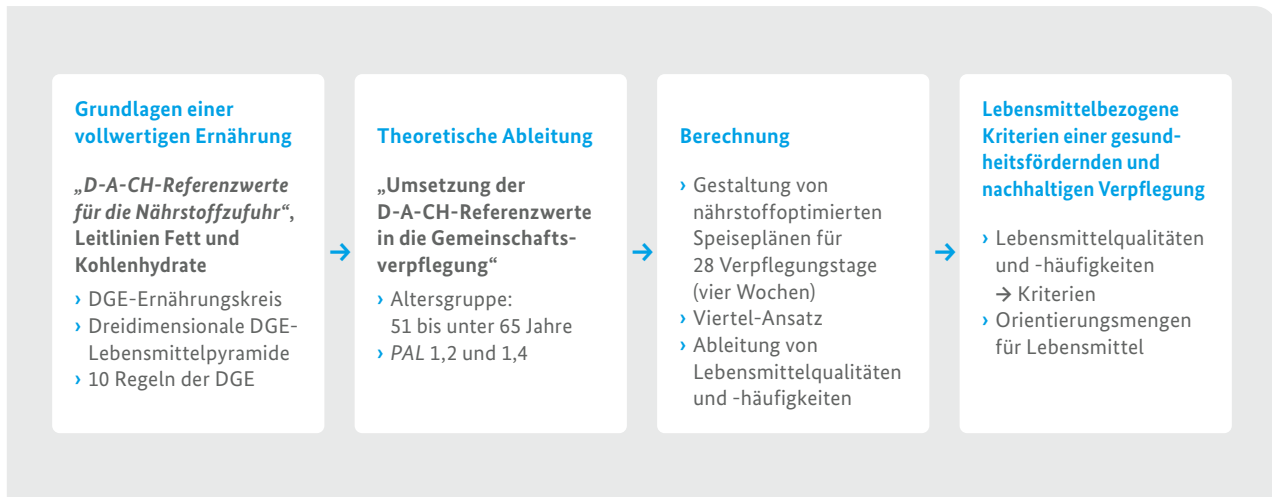 Grundlagen einer
vollwertigen Ernährung
„D-A-CH-Referenzwerte
für die Nährstoffzufuhr“,
Leitlinien Fett und
Kohlenhydrate
› DGE-Ernährungskreis
› Dreidimensionale DGE-
Lebensmittelpyramide
› 10 Regeln der DGE
→
Theoretische Ableitung
„Umsetzung der
D-A-CH-Referenzwerte
in die Gemeinschafts-
verpflegung“
› Altersgruppe:
51 bis unter 65 Jahre
› PAL 1,2 und 1,4
→
Berechnung
› Gestaltung von
nährstoffoptimierten
Speiseplänen für
28 Verpflegungstage
(vier Wochen)
› Viertel-Ansatz
› Ableitung von
Lebensmittelqualitäten
und -häufigkeiten
→
Lebensmittelbezogene
Kriterien einer gesund-
heitsfördernden und
nachhaltigen Verpflegung
› Lebensmittelqualitäten
und -häufigkeiten
→ Kriterien
› Orientierungsmengen
für Lebensmittel